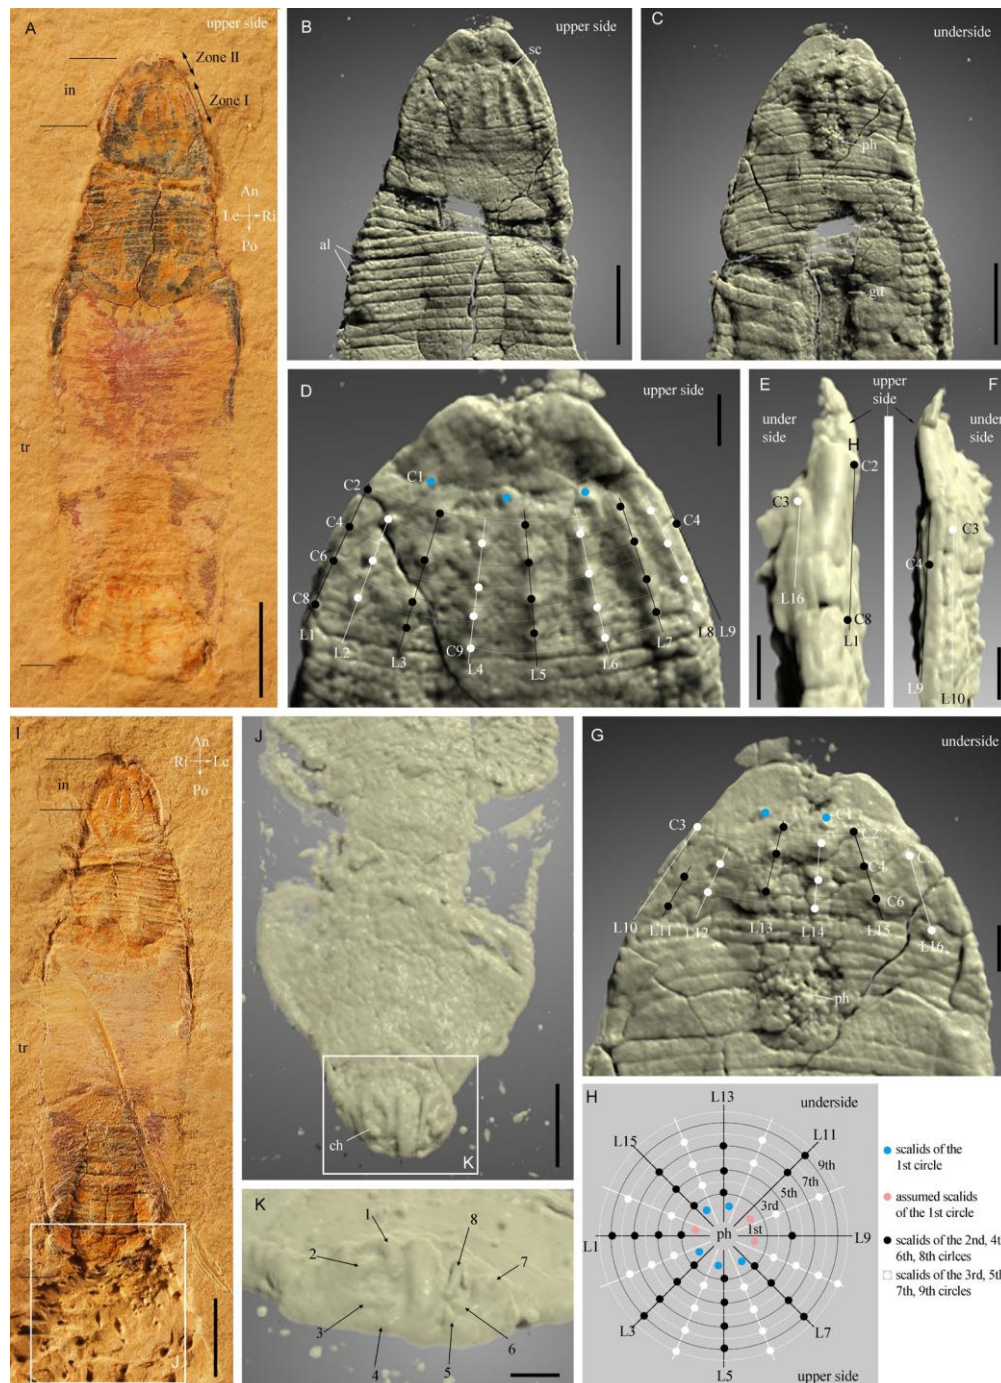 A
upper side
Zone II
in
Zone I
An
Le
Ri
Po
tr
B
upper side
sc
al
C
underside
ph
gu
D
upper side
C1
C2
C4
C4
C6
C8
C9
L1
L2
L3
L4
L5
L6
L7
L8
L9
E
upper
side
F
under
side
under
side
H
C2
C3
C3
C4
L16
C8
L1
L9
L10
I
An
Ri
Le
Po
in
tr
J
J
ch
K
K
1
8
2
7
3
6
4
5
G
underside
C1
C3
C2
C4
C6
L10
L11
L12
L13
L14
L15
L16
ph
H
L13
underside
L15
L11
9th
7th
5th
3rd
1st
ph
L1
L9
L3
L7
L5
upper side
scalids of the
1st circle
assumed scalids
of the 1st circle
scalids of the 2nd, 4t
6th, 8th cirlces
scalids of the 3rd, 5t
7th, 9th circles